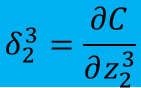 δ₂³ = ∂C / ∂z₂³